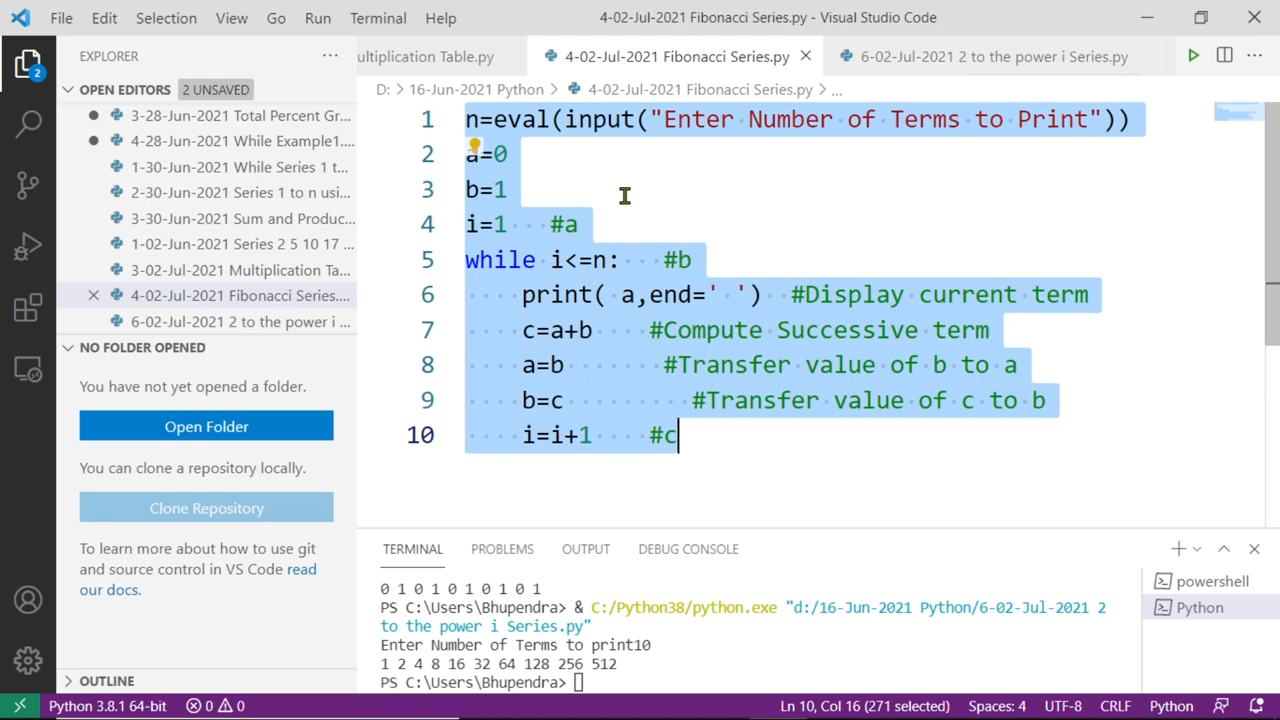 File Edit Selection View Go Run Terminal Help 4-02-Jul-2021 Fibonacci Series.py - Visual Studio Code
EXPLORER ··· ultiplication Table.py 4-02-Jul-2021 Fibonacci Series.py 6-02-Jul-2021 2 to the power i Series.py ···
OPEN EDITORS 2 UNSAVED
D: > 16-Jun-2021 Python > 4-02-Jul-2021 Fibonacci Series.py > ...
3-28-Jun-2021 Total Percent Gr...
4-28-Jun-2021 While Example1....
1-30-Jun-2021 While Series 1 t...
2-30-Jun-2021 Series 1 to n usin...
3-30-Jun-2021 Sum and Produc...
1-02-Jun-2021 Series 2 5 10 17 ...
3-02-Jul-2021 Multiplication Ta...
4-02-Jul-2021 Fibonacci Series....
6-02-Jul-2021 2 to the power i ...
NO FOLDER OPENED
You have not yet opened a folder.
Open Folder
You can clone a repository locally.
Clone Repository
To learn more about how to use git
and source control in VS Code read
our docs.
OUTLINE
2
1 n=eval(input("Enter Number of Terms to Print"))
2 a=0
3 b=1
4 i=1 #a
5 while i<=n: #b
6 print( a,end=' ') #Display current term
7 c=a+b #Compute Successive term
8 a=b #Transfer value of b to a
9 b=c #Transfer value of c to b
10 i=i+1 #c
TERMINAL PROBLEMS OUTPUT DEBUG CONSOLE
0 1 0 1 0 1 0 1 0 1
PS C:\Users\Bhupendra> & C:/Python38/python.exe "d:/16-Jun-2021 Python/6-02-Jul-2021 2
to the power i Series.py"
Enter Number of Terms to print10
1 2 4 8 16 32 64 128 256 512
PS C:\Users\Bhupendra>
powershell
Python
Python 3.8.1 64-bit 0 0 Ln 10, Col 16 (271 selected) Spaces: 4 UTF-8 CRLF Python